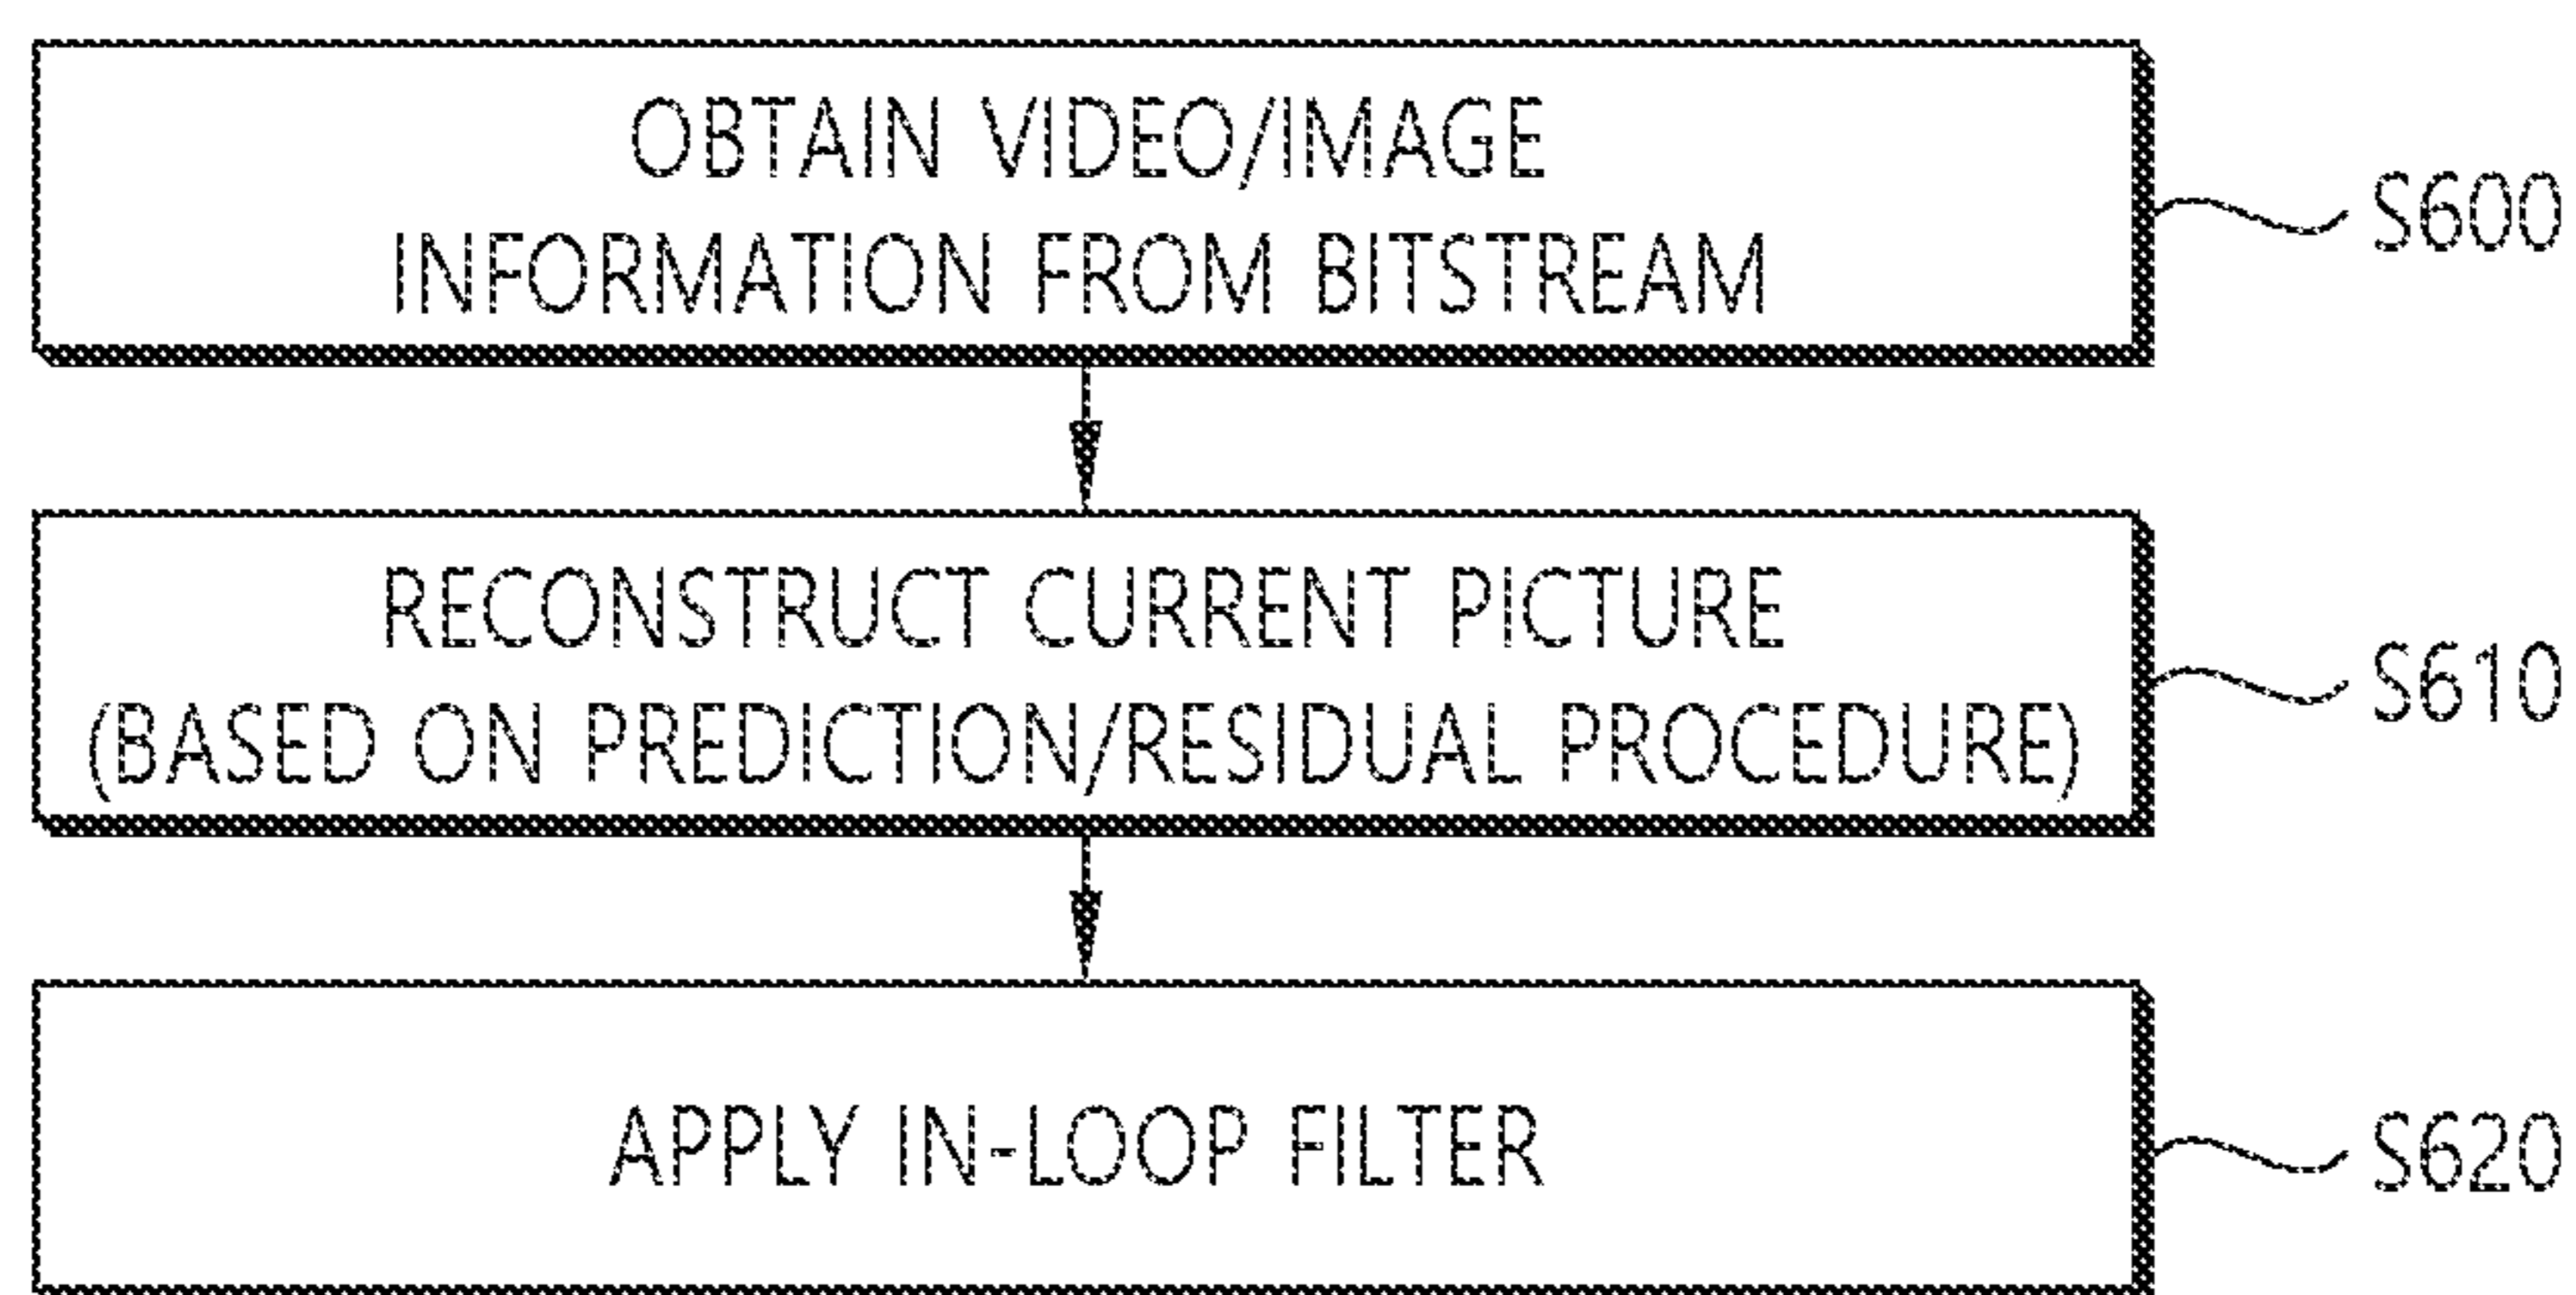 OBTAIN VIDEO/IMAGE
INFORMATION FROM BITSTREAM
S600
RECONSTRUCT CURRENT PICTURE
(BASED ON PREDICTION/RESIDUAL PROCEDURE)
S610
APPLY IN-LOOP FILTER
S620